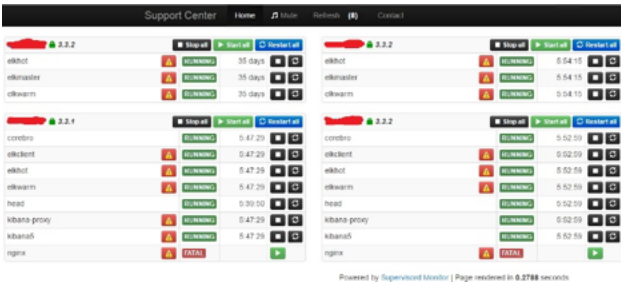 Support Center Home Mute Refresh (8) Contact
3.3.2 Stop all Start all Restart all
elkhot RUNNING 35 days
elkmaster RUNNING 35 days
elkwarm RUNNING 35 days
3.3.2 Stop all Start all Restart all
elkhot RUNNING 5:54:15
elkmaster RUNNING 5:54:15
elkwarm RUNNING 5:54:15
3.3.1 Stop all Start all Restart all
cerebro RUNNING 5:47:29
elkclient RUNNING 5:47:29
elkhot RUNNING 5:47:29
elkwarm RUNNING 5:47:29
head RUNNING 5:39:50
kibana-proxy RUNNING 5:47:29
kibana5 RUNNING 5:47:29
nginx FATAL
3.3.2 Stop all Start all Restart all
cerebro RUNNING 5:52:59
elkclient RUNNING 5:52:59
elkhot RUNNING 5:52:59
elkwarm RUNNING 5:52:59
head RUNNING 5:52:59
kibana-proxy RUNNING 5:52:59
kibana5 RUNNING 5:52:59
nginx FATAL
Powered by Supervisord Monitor | Page rendered in 0.2788 seconds